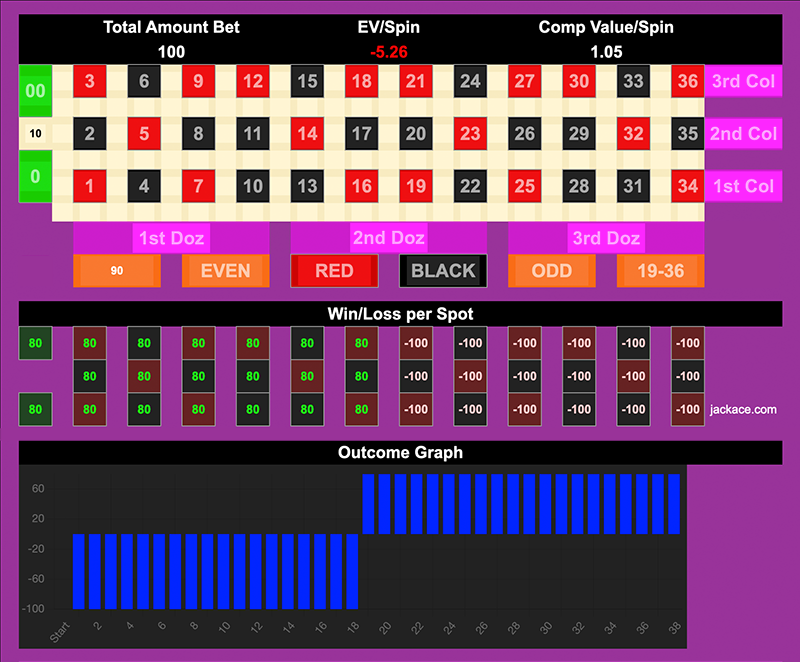 Total Amount Bet EV/Spin Comp Value/Spin
100 -5.26 1.05
00 3 6 9 12 15 18 21 24 27 30 33 36 3rd Col
10 2 5 8 11 14 17 20 23 26 29 32 35 2nd Col
0 1 4 7 10 13 16 19 22 25 28 31 34 1st Col
1st Doz 2nd Doz 3rd Doz
90 EVEN RED BLACK ODD 19-36
Win/Loss per Spot
80 80 80 80 80 80 80 -100 -100 -100 -100 -100 -100
80 80 80 80 80 80 -100 -100 -100 -100 -100 -100
80 80 80 80 80 80 80 -100 -100 -100 -100 -100 -100 jackace.com
Outcome Graph
60
20
-20
-60
-100
Start 2 4 6 8 10 12 14 16 18 20 22 24 26 28 30 32 34 36 38